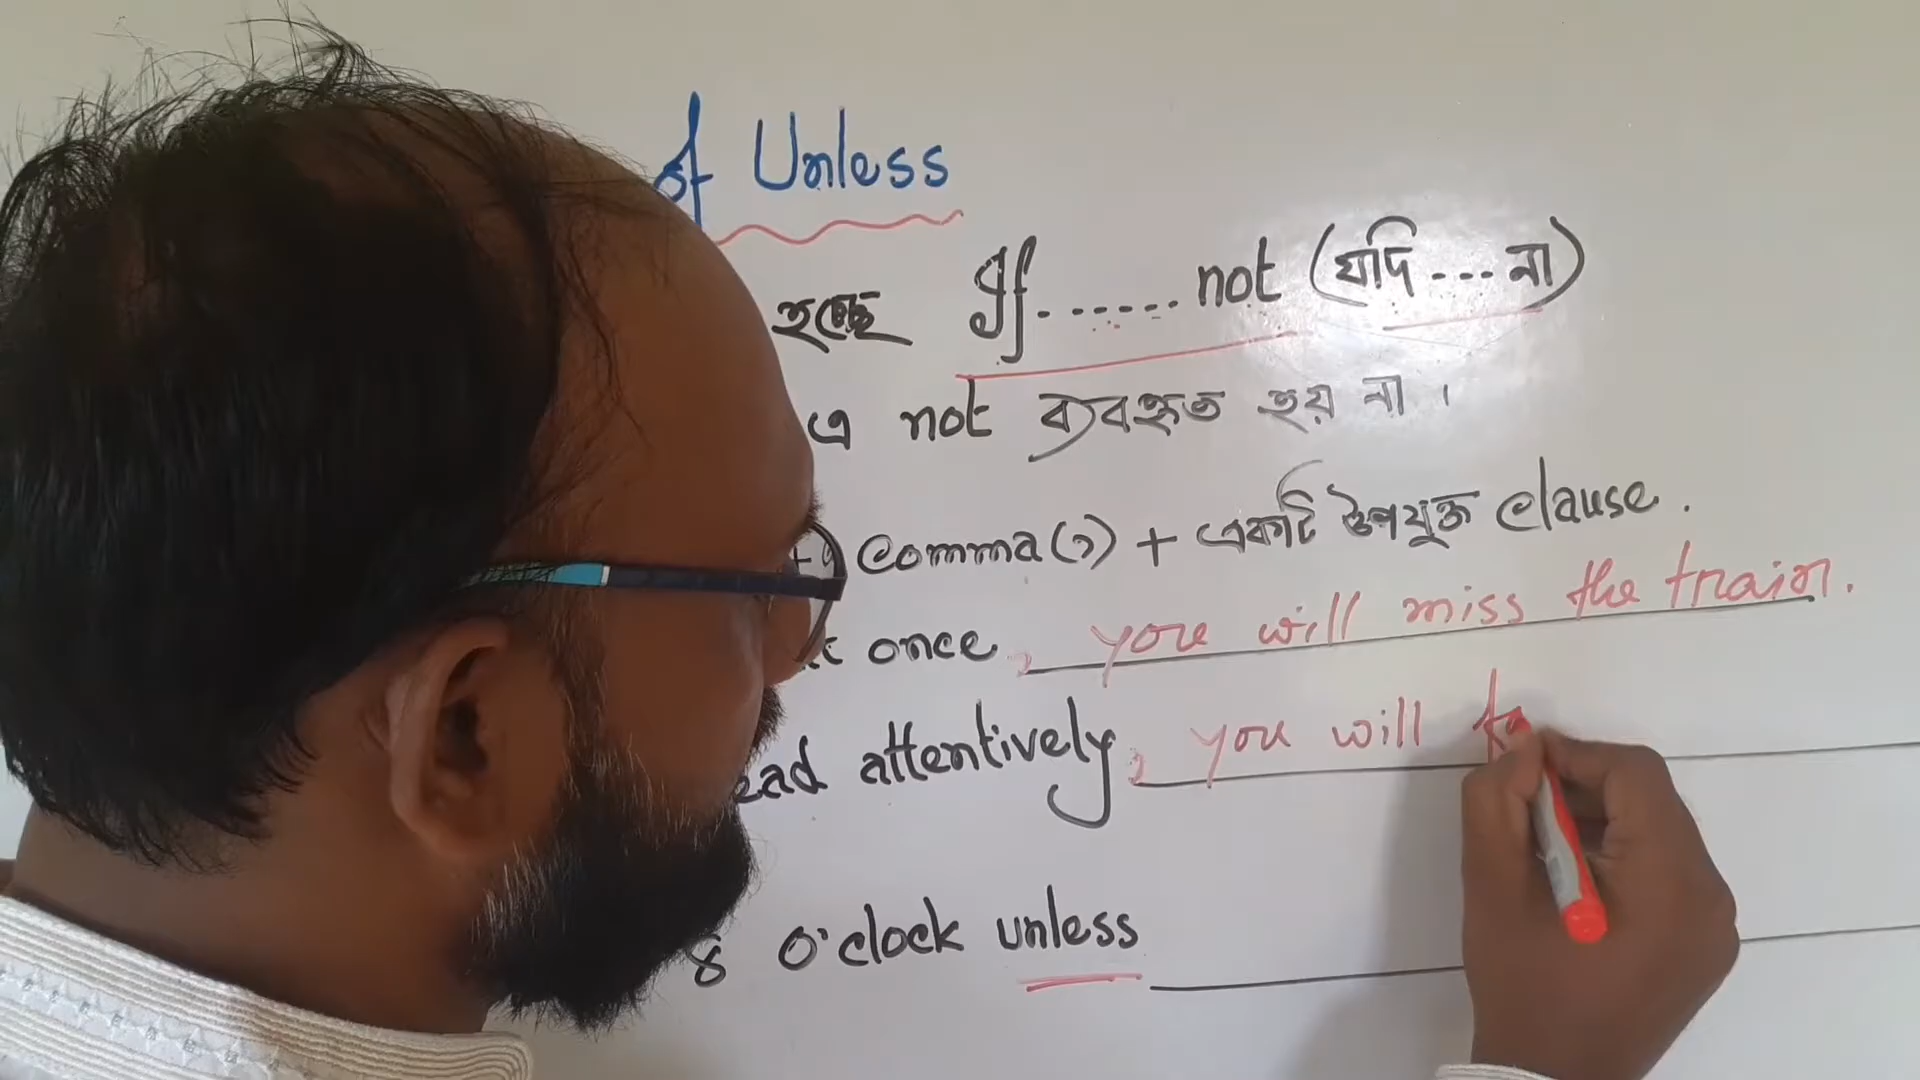 of Unless
হচ্ছে If....... not (যদি --- না)
এ not ব্যবহৃত হয় না।
+ Comma(,) + একটি উপযুক্ত clause.
once, you will miss the train.
ead attentively, you will fa
8 O'clock unless